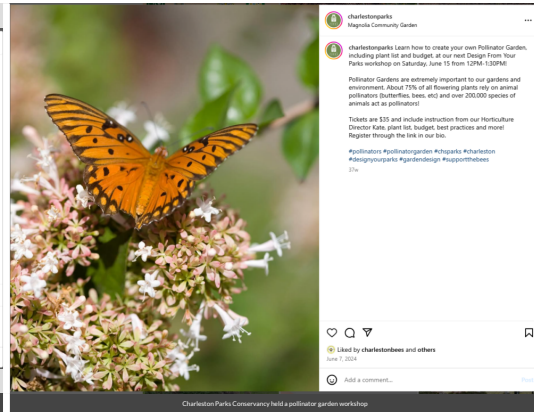 charlestonparks
Magnolia Community Garden
charlestonparks Learn how to create your own Pollinator Garden,
including plant list and budget, at our next Design From Your
Parks workshop on Saturday, June 15 from 12PM-1:30PM!
Pollinator Gardens are extremely important to our gardens and
environment. About 75% of all flowering plants rely on animal
pollinators (butterflies, bees, etc) and over 200,000 species of
animals act as pollinators!
Tickets are $35 and include instruction from our Horticulture
Director Kate, plant list, budget, best practices and more!
Register through the link in our bio.
#pollinators #pollinatorgarden #chsparks #charleston
#designyourparks #gardendesign #supportthebees
37w
Liked by charlestonbees and others
June 7, 2024
Add a comment...
Post
Charleston Parks Conservancy held a pollinator garden workshop